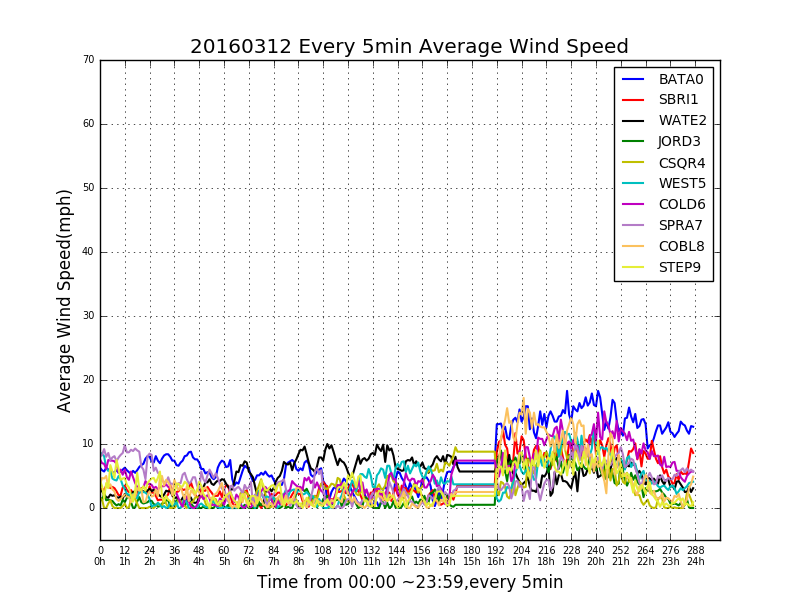 20160312 Every 5min Average Wind Speed
70
60
50
40
30
20
10
0
Average Wind Speed(mph)
BATA0
SBRI1
WATE2
JORD3
CSQR4
WEST5
COLD6
SPRA7
COBL8
STEP9
0 12 24 36 48 60 72 84 96 108 120 132 144 156 168 180 192 204 216 228 240 252 264 276 288
0h 1h 2h 3h 4h 5h 6h 7h 8h 9h 10h 11h 12h 13h 14h 15h 16h 17h 18h 19h 20h 21h 22h 23h 24h
Time from 00:00 ~23:59,every 5min